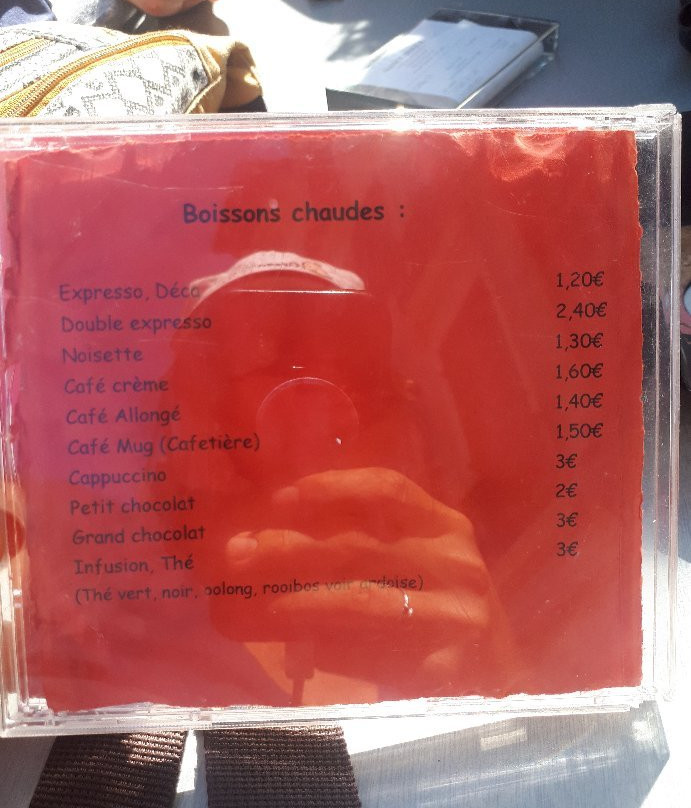 Boissons chaudes :
Expresso, Déca 1,20€
Double expresso 2,40€
Noisette 1,30€
Café crème 1,60€
Café Allongé 1,40€
Café Mug (Cafetière) 1,50€
Cappuccino 3€
Petit chocolat 2€
Grand chocolat 3€
Infusion, Thé 3€
(Thé vert, noir, oolong, rooibos voir ardoise)